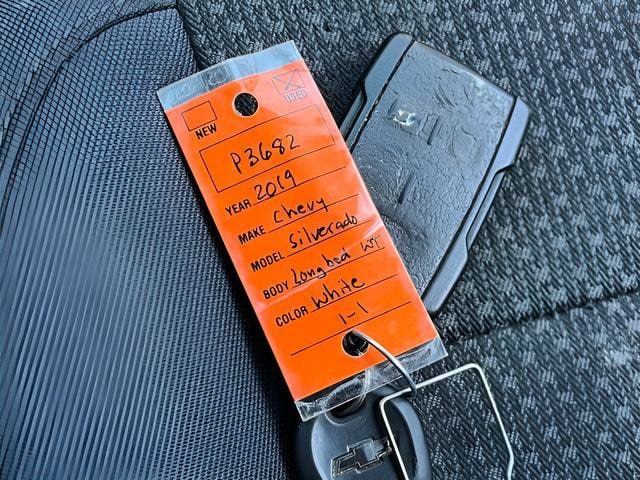 NEW
USED
P3682
YEAR 2019
MAKE Chevy
MODEL Silverado
BODY Longbed WT
COLOR White
1-1